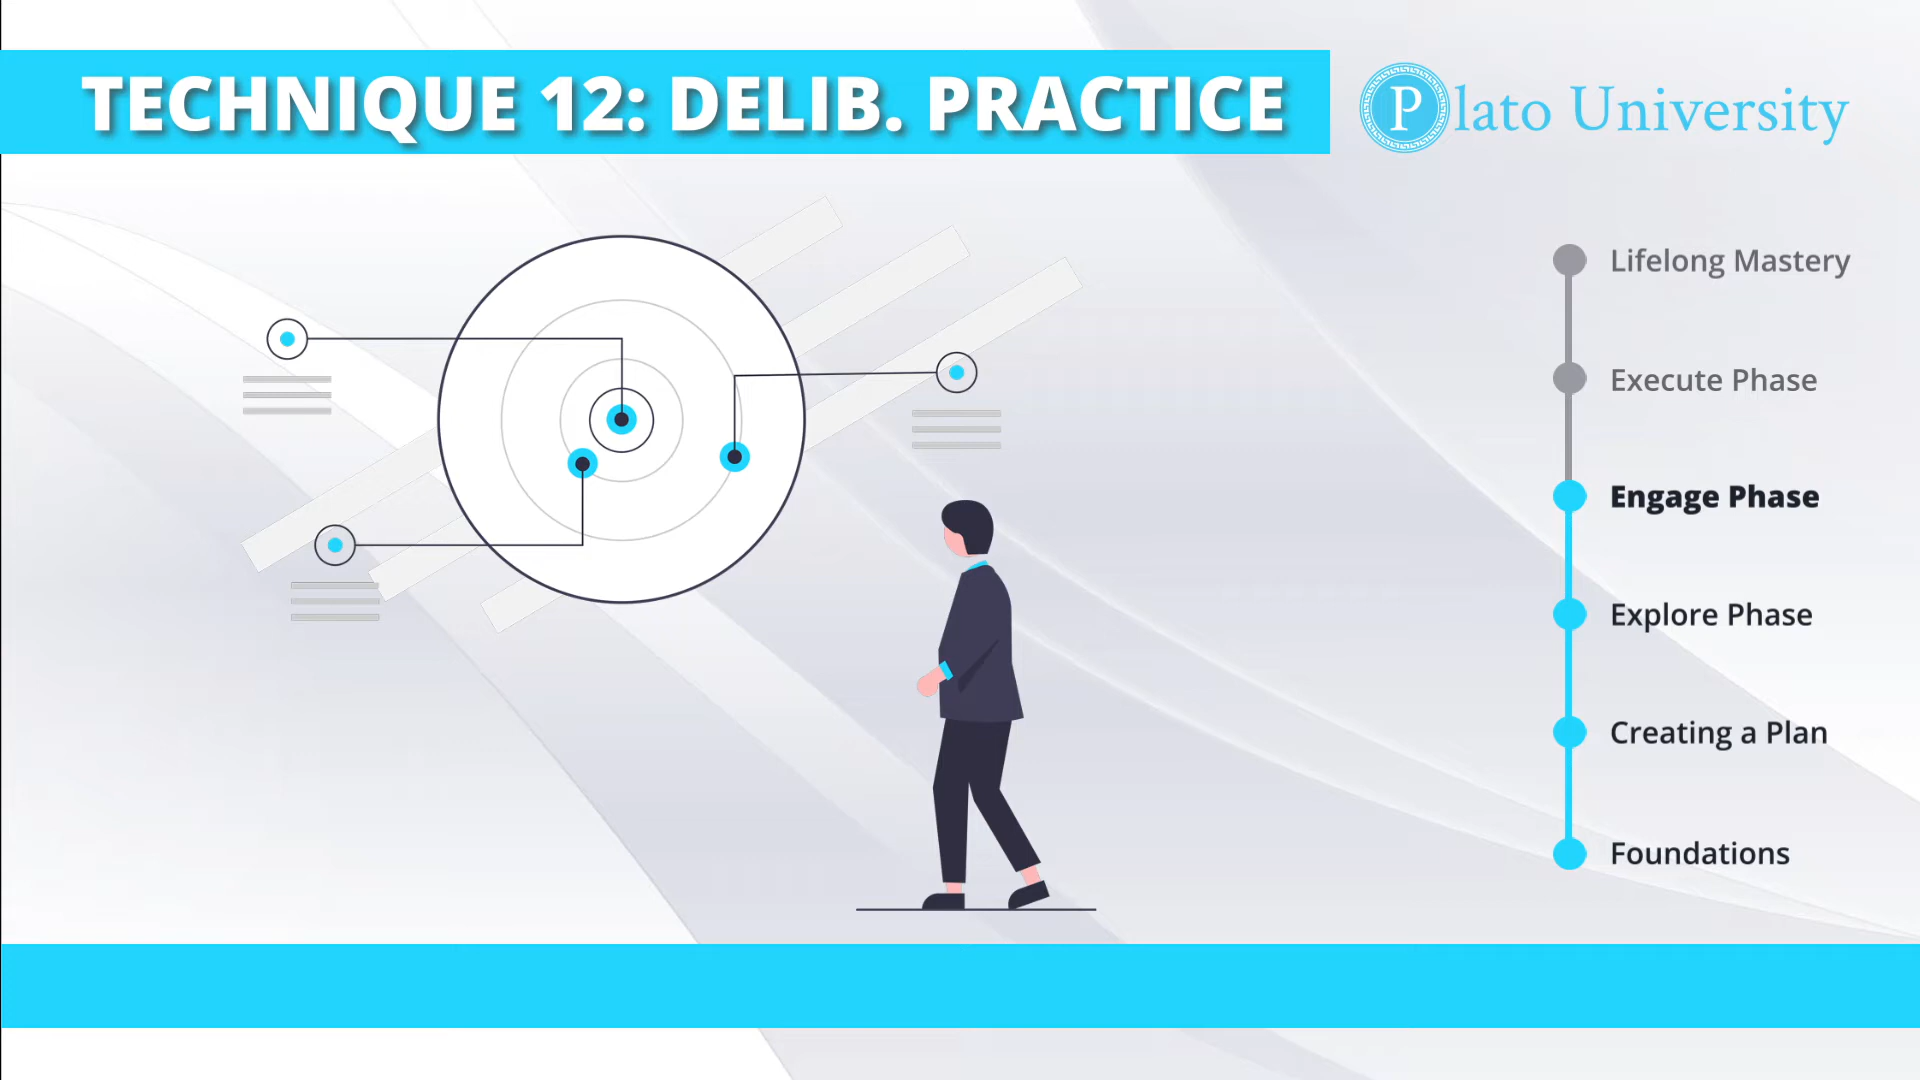 TECHNIQUE 12: DELIB. PRACTICE
Plato University
Lifelong Mastery
Execute Phase
Engage Phase
Explore Phase
Creating a Plan
Foundations